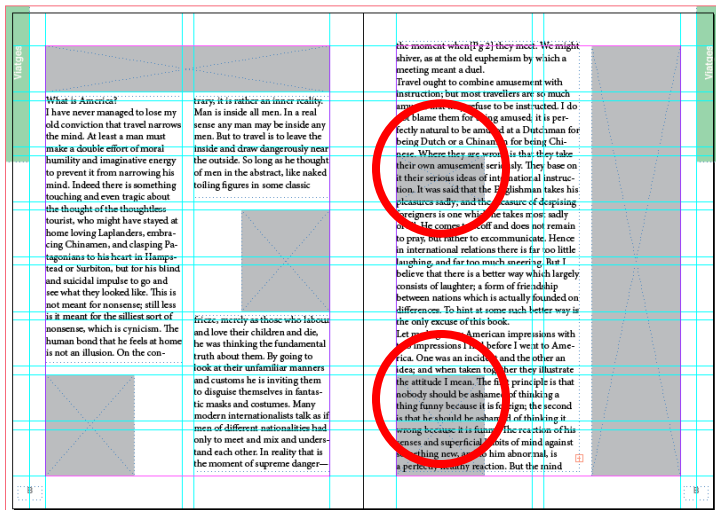 Viatges
What is America?
I have never managed to lose my
old conviction that travel narrows
the mind. At least a man must
make a double effort of moral
humility and imaginative energy
to prevent it from narrowing his
mind. Indeed there is something
touching and even tragic about
the thought of the thoughtless
tourist, who might have stayed at
home loving Laplanders, embra-
cing Chinamen, and clasping Pa-
tagonians to his heart in Hamps-
tead or Surbiton, but for his blind
and suicidal impulse to go and
see what they looked like. This is
not meant for nonsense; still less
is it meant for the silliest sort of
nonsense, which is cynicism. The
human bond that he feels at home
is not an illusion. On the con-
trary, it is rather an inner reality.
Man is inside all men. In a real
sense any man may be inside any
men. But to travel is to leave the
inside and draw dangerously near
the outside. So long as he thought
of men in the abstract, like naked
toiling figures in some classic
frieze, merely as those who labour
and love their children and die,
he was thinking the fundamental
truth about them. By going to
look at their unfamiliar manners
and customs he is inviting them
to disguise themselves in fantas-
tic masks and costumes. Many
modern internationalists talk as if
men of different nationalities had
only to meet and mix and unders-
tand each other. In reality that is
the moment of supreme danger—
B
the moment when[Pg 2] they meet. We might
shiver, as at the old euphemism by which a
meeting meant a duel.
Travel ought to combine amusement with
instruction; but most travellers are so much
amused that they refuse to be instructed. I do
not blame them for being amused; it is per-
fectly natural to be amused at a Dutchman for
being Dutch or a Chinaman for being Chi-
nese. Where they are wrong is that they take
their own amusement seriously. They base on
it their serious ideas of international instruc-
tion. It was said that the Englishman takes his
pleasures sadly; and the pleasure of despising
foreigners is one which he takes most sadly
of all. He comes to scoff and does not remain
to pray, but rather to excommunicate. Hence
in international relations there is far too little
laughing, and far too much sneering. But I
believe that there is a better way which largely
consists of laughter; a form of friendship
between nations which is actually founded on
differences. To hint at some such better way is
the only excuse of this book.
Let me begin my American impressions with
two impressions I had before I went to Ame-
rica. One was an incident and the other an
idea; and when taken together they illustrate
the attitude I mean. The first principle is that
nobody should be ashamed of thinking a
thing funny because it is foreign; the second
is that he should be ashamed of thinking it
wrong because it is funny. The reaction of his
senses and superficial habits of mind against
something new, and to him abnormal, is
a perfectly healthy reaction. But the mind
Viatges
B